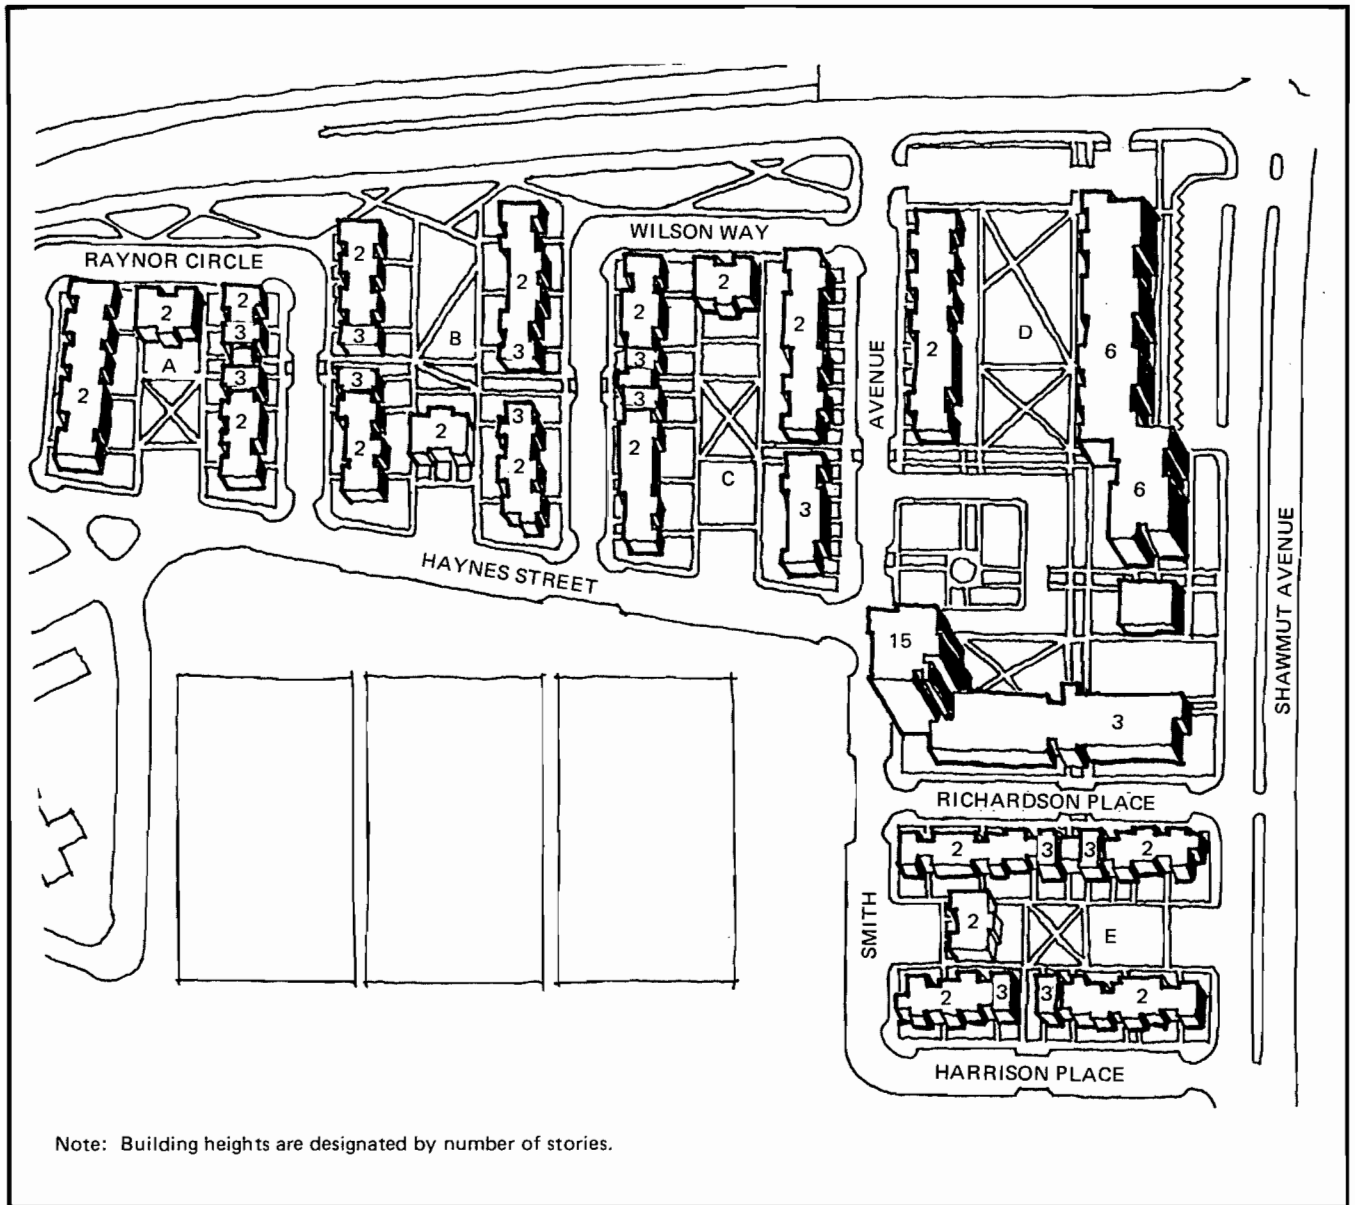 WILSON WAY
RAYNOR CIRCLE
2
2
2
2
2
2
2
2
3
3
B
D
A
3
3
2
6
AVENUE
2
3
3
3
3
2
2
2
2
2
3
C
6
3
HAYNES STREET
SHAWMUT AVENUE
15
3
RICHARDSON PLACE
2
3
3
2
SMITH
2
E
2
3
3
2
HARRISON PLACE
Note: Building heights are designated by number of stories.